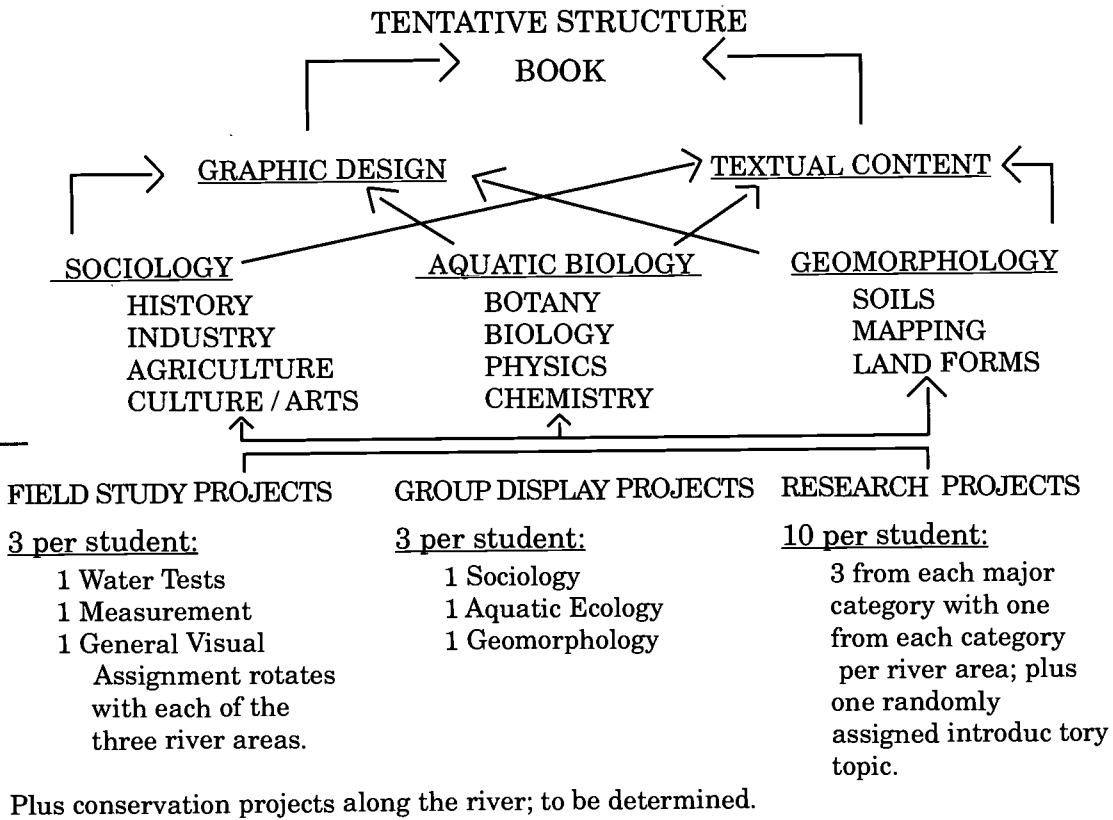 TENTATIVE STRUCTURE
BOOK
GRAPHIC DESIGN
TEXTUAL CONTENT
SOCIOLOGY
HISTORY
INDUSTRY
AGRICULTURE
CULTURE / ARTS
AQUATIC BIOLOGY
BOTANY
BIOLOGY
PHYSICS
CHEMISTRY
GEOMORPHOLOGY
SOILS
MAPPING
LAND FORMS
FIELD STUDY PROJECTS
3 per student:
1 Water Tests
1 Measurement
1 General Visual
Assignment rotates
with each of the
three river areas.
GROUP DISPLAY PROJECTS
3 per student:
1 Sociology
1 Aquatic Ecology
1 Geomorphology
RESEARCH PROJECTS
10 per student:
3 from each major
category with one
from each category
per river area; plus
one randomly
assigned introduc tory
topic.
Plus conservation projects along the river; to be determined.